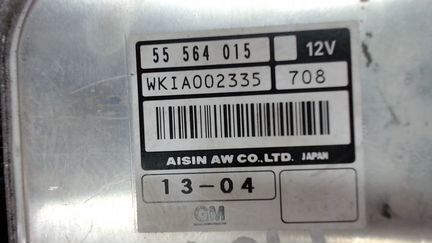 55 564 015 12V
WKIA002335 708
AISIN AW CO.,LTD. JAPAN
13-04
GM